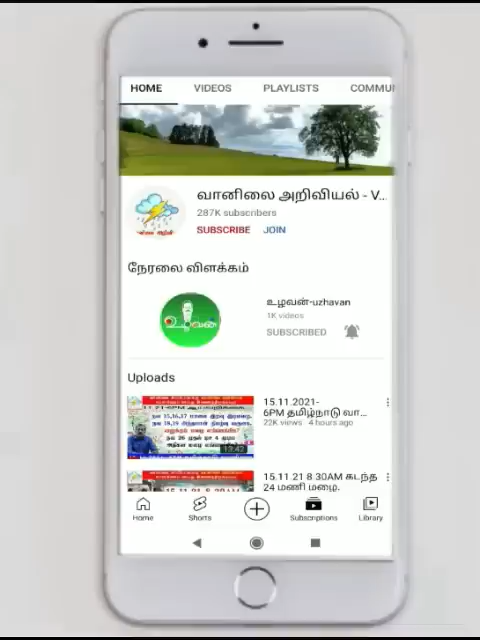 HOME VIDEOS PLAYLISTS COMMU
வானிலை அறிவியல் - V...
287K subscribers
SUBSCRIBE JOIN
நேரலை விளக்கம்
உழவன்
உழவன்-uzhavan
1K videos
SUBSCRIBED
Uploads
15.11.2021-
6PM தமிழ்நாடு வா...
22K views 4 hours ago
13:42
15.11.21 8.30AM கடந்த
24 மணி மழை.
Home Shorts Subscriptions Library